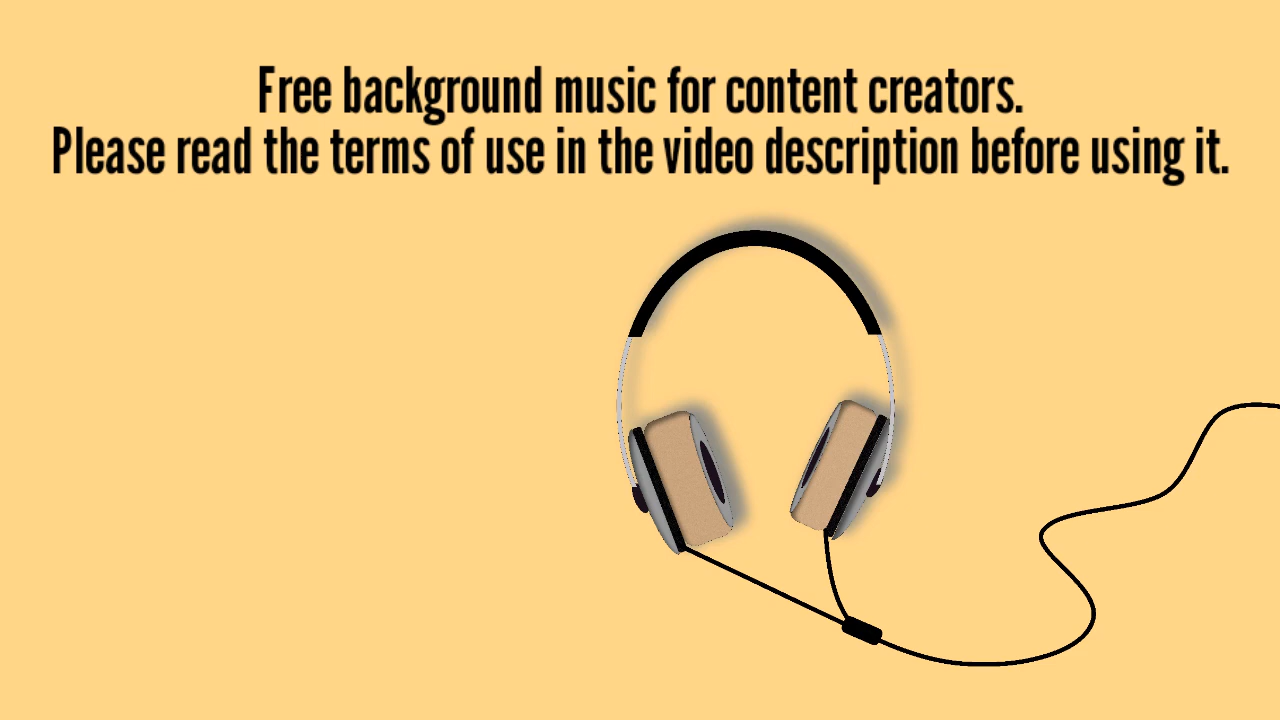 Free background music for content creators.
Please read the terms of use in the video description before using it.